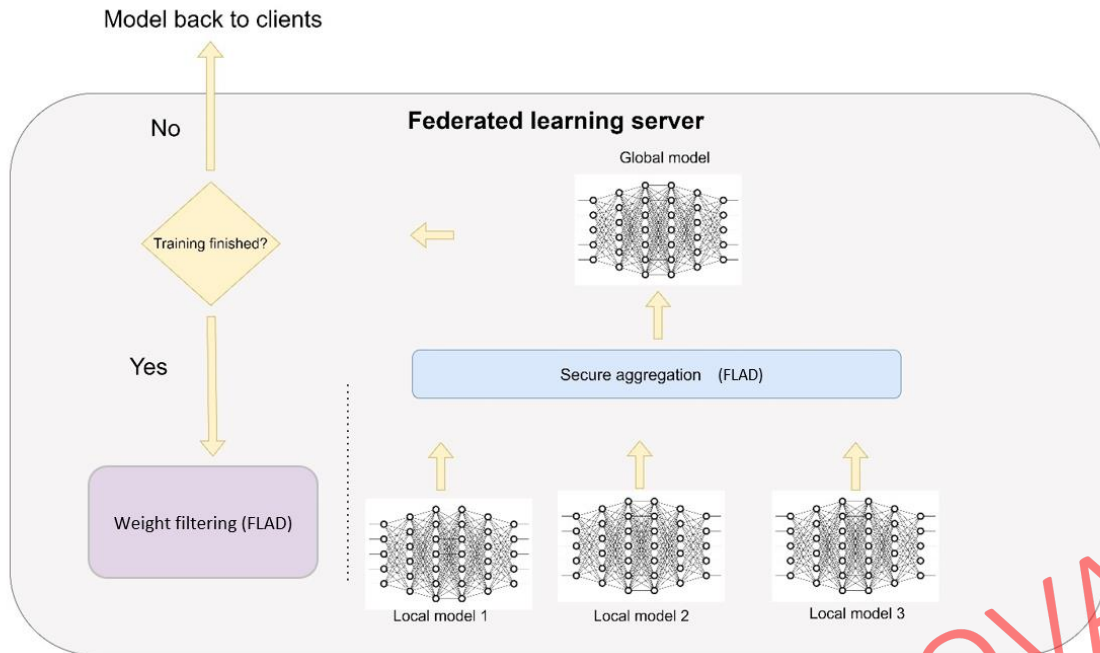 Model back to clients
No
Federated learning server
Global model
Training finished?
Yes
Secure aggregation (FLAD)
Weight filtering (FLAD)
Local model 1
Local model 2
Local model 3